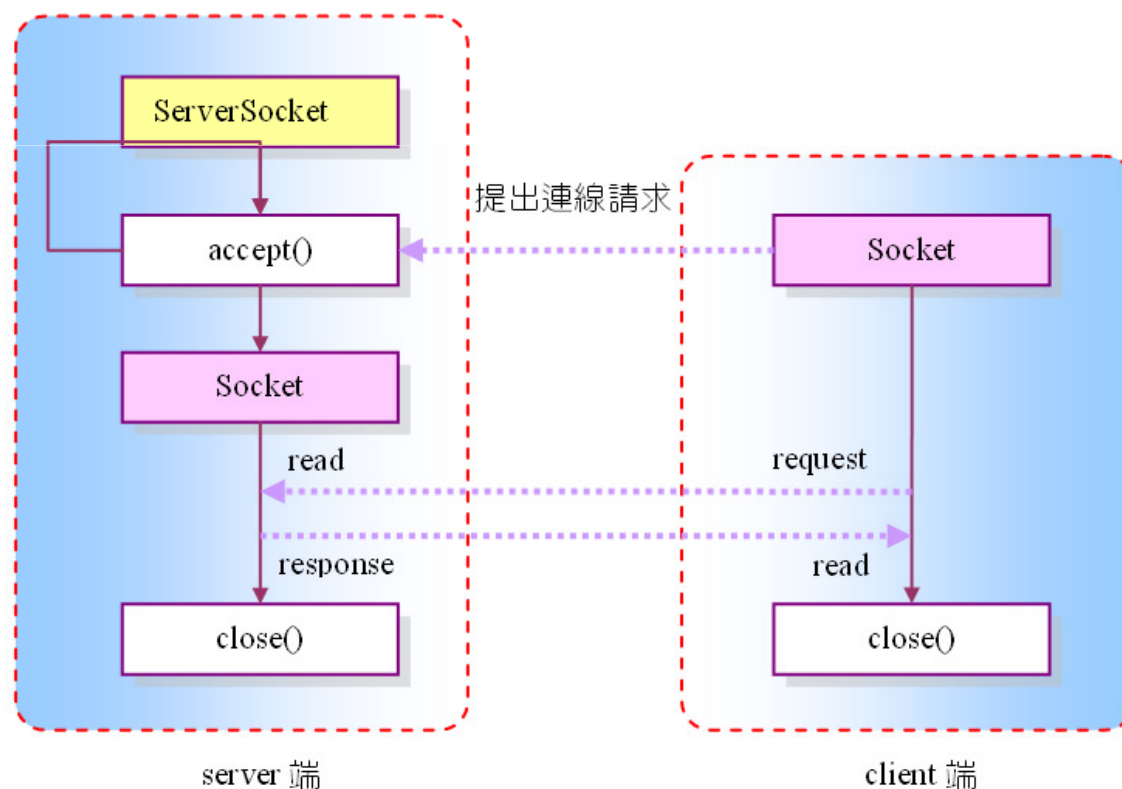 ServerSocket
提出連線請求
accept()
Socket
Socket
read
request
response
read
close()
close()
server 端
client 端